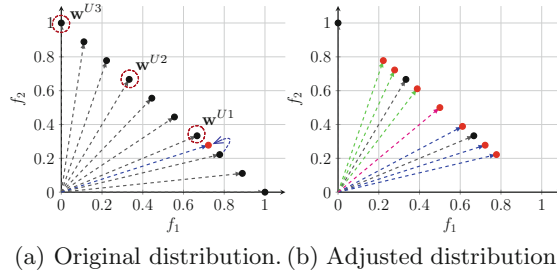 w^{U3}
w^{U2}
w^{U1}
1
0.8
0.6
0.4
0.2
0
f_2
0 0.2 0.4 0.6 0.8 1
f_1
1
0.8
0.6
0.4
0.2
0
f_2
0 0.2 0.4 0.6 0.8 1
f_1
(a) Original distribution. (b) Adjusted distribution